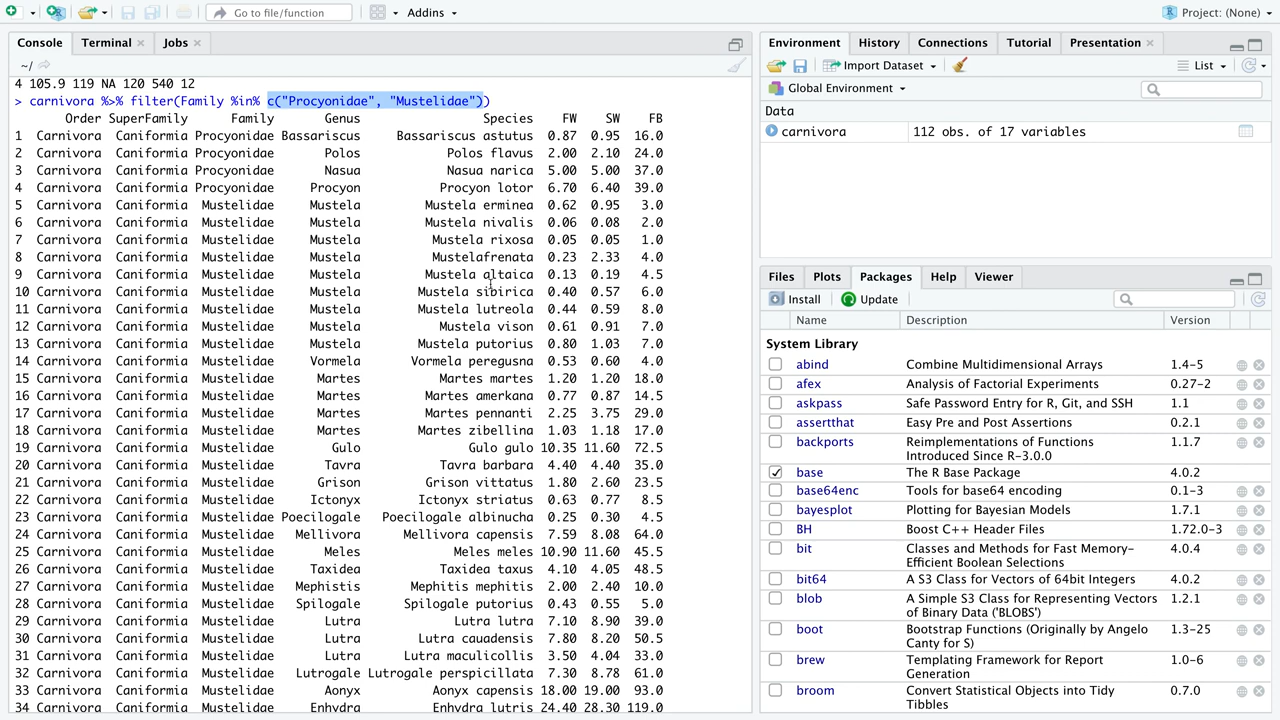 Go to file/function
Addins
Project: (None)
Console
Terminal
Jobs
~/
4 105.9 119 NA 120 540 12
> carnivora %>% filter(Family %in% c("Procyonidae", "Mustelidae"))
Order SuperFamily Family Genus Species FW SW FB
1 Carnivora Caniformia Procyonidae Bassariscus Bassariscus astutus 0.87 0.95 16.0
2 Carnivora Caniformia Procyonidae Polos Polos flavus 2.00 2.10 24.0
3 Carnivora Caniformia Procyonidae Nasua Nasua narica 5.00 5.00 37.0
4 Carnivora Caniformia Procyonidae Procyon Procyon lotor 6.70 6.40 39.0
5 Carnivora Caniformia Mustelidae Mustela Mustela erminea 0.62 0.95 3.0
6 Carnivora Caniformia Mustelidae Mustela Mustela nivalis 0.06 0.08 2.0
7 Carnivora Caniformia Mustelidae Mustela Mustela rixosa 0.05 0.05 1.0
8 Carnivora Caniformia Mustelidae Mustela Mustelafrenata 0.23 2.33 4.0
9 Carnivora Caniformia Mustelidae Mustela Mustela altaica 0.13 0.19 4.5
10 Carnivora Caniformia Mustelidae Mustela Mustela sibirica 0.40 0.57 6.0
11 Carnivora Caniformia Mustelidae Mustela Mustela lutreola 0.44 0.59 8.0
12 Carnivora Caniformia Mustelidae Mustela Mustela vison 0.61 0.91 7.0
13 Carnivora Caniformia Mustelidae Mustela Mustela putorius 0.80 1.03 7.0
14 Carnivora Caniformia Mustelidae Vormela Vormela peregusna 0.53 0.60 4.0
15 Carnivora Caniformia Mustelidae Martes Martes martes 1.20 1.20 18.0
16 Carnivora Caniformia Mustelidae Martes Martes amerkana 0.77 0.87 14.5
17 Carnivora Caniformia Mustelidae Martes Martes pennanti 2.25 3.75 29.0
18 Carnivora Caniformia Mustelidae Martes Martes zibellina 1.03 1.18 17.0
19 Carnivora Caniformia Mustelidae Gulo Gulo gulo 10.35 11.60 72.5
20 Carnivora Caniformia Mustelidae Tavra Tavra barbara 4.40 4.40 35.0
21 Carnivora Caniformia Mustelidae Grison Grison vittatus 1.80 2.60 23.5
22 Carnivora Caniformia Mustelidae Ictonyx Ictonyx striatus 0.63 0.77 8.5
23 Carnivora Caniformia Mustelidae Poecilogale Poecilogale albinucha 0.25 0.30 4.5
24 Carnivora Caniformia Mustelidae Mellivora Mellivora capensis 7.59 8.08 64.0
25 Carnivora Caniformia Mustelidae Meles Meles meles 10.90 11.60 45.5
26 Carnivora Caniformia Mustelidae Taxidea Taxidea taxus 4.10 4.05 48.5
27 Carnivora Caniformia Mustelidae Mephistis Mephitis mephitis 2.00 2.40 10.0
28 Carnivora Caniformia Mustelidae Spilogale Spilogale putorius 0.43 0.55 5.0
29 Carnivora Caniformia Mustelidae Lutra Lutra lutra 7.10 8.90 39.0
30 Carnivora Caniformia Mustelidae Lutra Lutra cauadensis 7.80 8.20 50.5
31 Carnivora Caniformia Mustelidae Lutra Lutra maculicollis 3.50 4.04 33.0
32 Carnivora Caniformia Mustelidae Lutrogale Lutrogale perspicillata 7.30 8.78 61.0
33 Carnivora Caniformia Mustelidae Aonyx Aonyx capensis 18.00 19.00 93.0
34 Carnivora Caniformia Mustelidae Enhydra Enhydra lutris 24.40 28.30 119.0
Environment
History
Connections
Tutorial
Presentation
Import Dataset
List
Global Environment
Data
carnivora 112 obs. of 17 variables
Files
Plots
Packages
Help
Viewer
Install
Update
Name Description Version
System Library
abind Combine Multidimensional Arrays 1.4-5
afex Analysis of Factorial Experiments 0.27-2
askpass Safe Password Entry for R, Git, and SSH 1.1
assertthat Easy Pre and Post Assertions 0.2.1
backports Reimplementations of Functions 1.1.7
Introduced Since R-3.0.0
base The R Base Package 4.0.2
base64enc Tools for base64 encoding 0.1-3
bayesplot Plotting for Bayesian Models 1.7.1
BH Boost C++ Header Files 1.72.0-3
bit Classes and Methods for Fast Memory- 4.0.4
Efficient Boolean Selections
bit64 A S3 Class for Vectors of 64bit Integers 4.0.2
blob A Simple S3 Class for Representing Vectors 1.2.1
of Binary Data ('BLOBS')
boot Bootstrap Functions (Originally by Angelo 1.3-25
Canty for S)
brew Templating Framework for Report 1.0-6
Generation
broom Convert Statistical Objects into Tidy 0.7.0
Tibbles